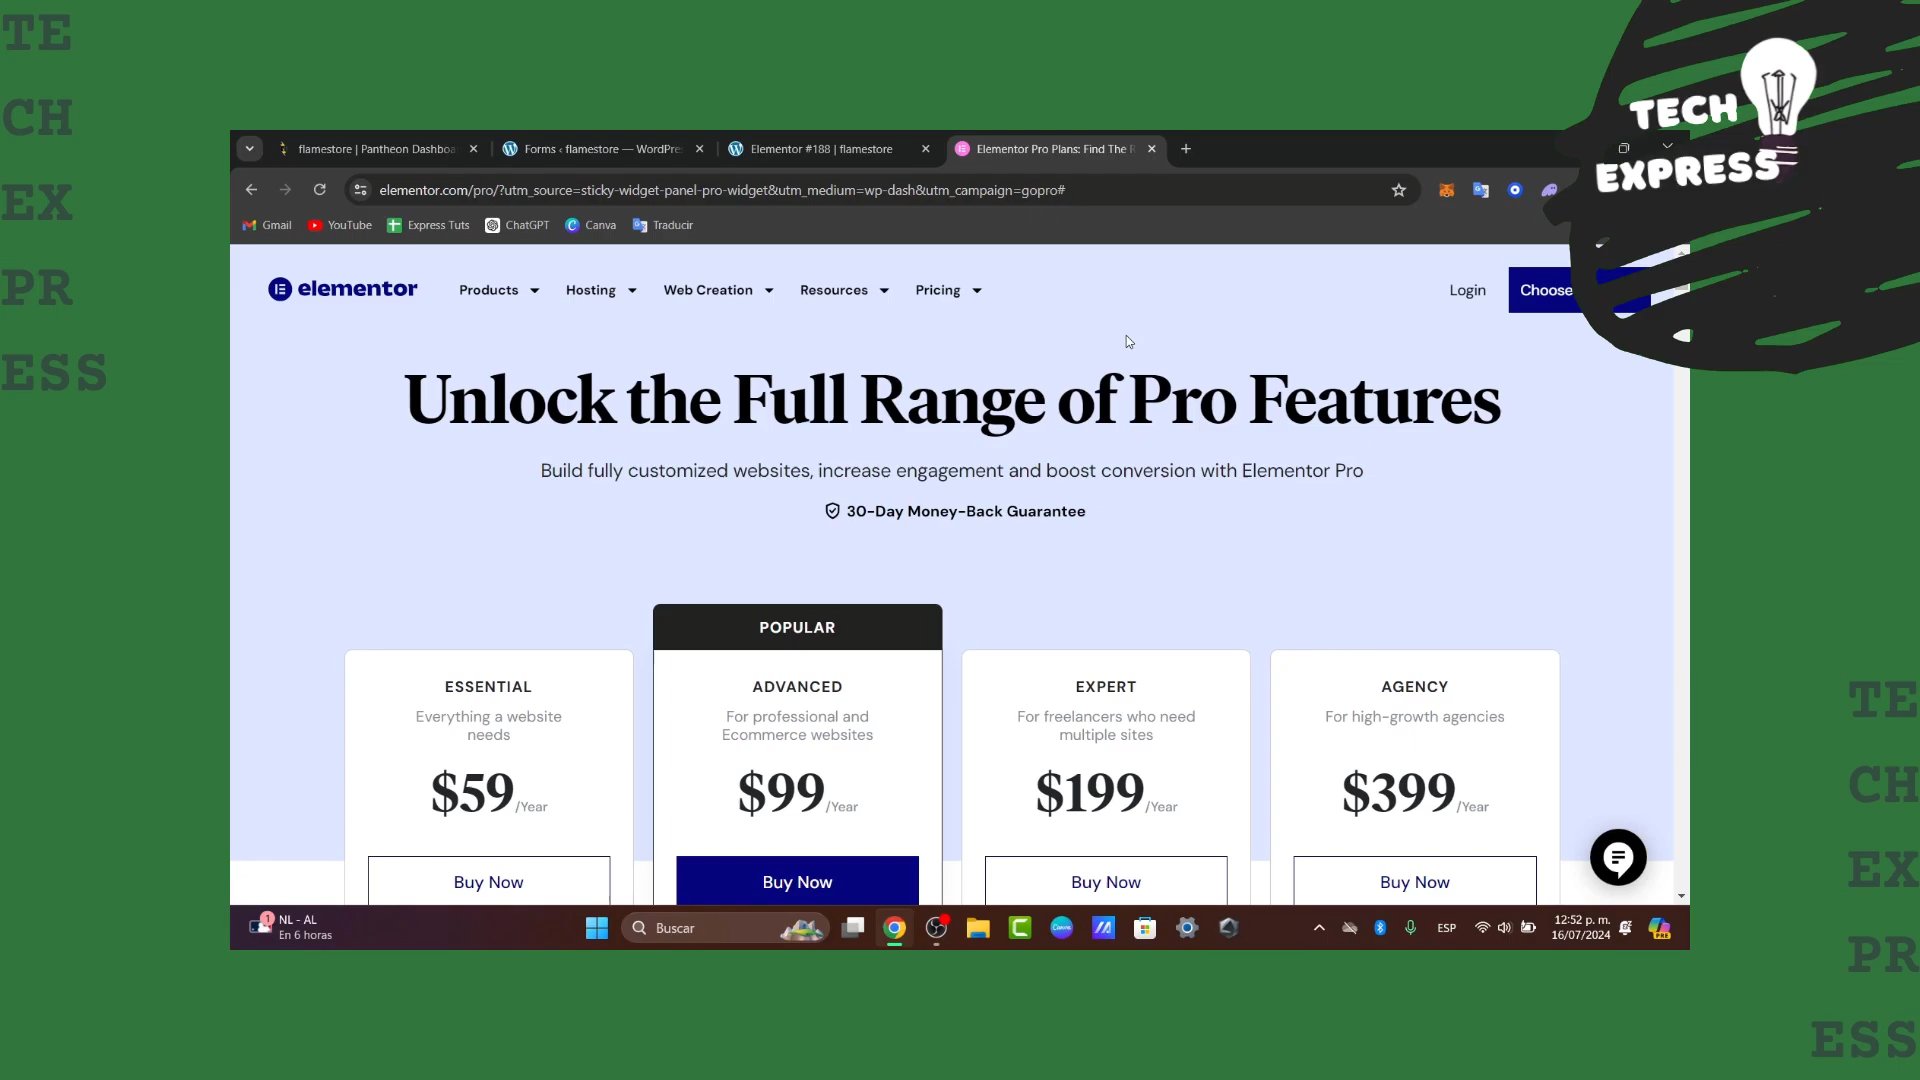 TE
CH
EX
PR
ESS
TECH
EXPRESS
flamestore | Pantheon Dashboa
Forms ‹ flamestore — WordPre
Elementor #188 | flamestore
Elementor Pro Plans: Find The R
elementor.com/pro/?utm_source=sticky-widget-panel-pro-widget&utm_medium=wp-dash&utm_campaign=gopro#
Gmail
YouTube
Express Tuts
ChatGPT
Canva
Traducir
elementor
Products
Hosting
Web Creation
Resources
Pricing
Login
Choose
Unlock the Full Range of Pro Features
Build fully customized websites, increase engagement and boost conversion with Elementor Pro
30-Day Money-Back Guarantee
POPULAR
ESSENTIAL
Everything a website
needs
$59/Year
Buy Now
ADVANCED
For professional and
Ecommerce websites
$99/Year
Buy Now
EXPERT
For freelancers who need
multiple sites
$199/Year
Buy Now
AGENCY
For high-growth agencies
$399/Year
Buy Now
1
NL - AL
En 6 horas
Buscar
Canva
ESP
12:52 p. m.
16/07/2024
PRE
TE
CH
EX
PR
ESS